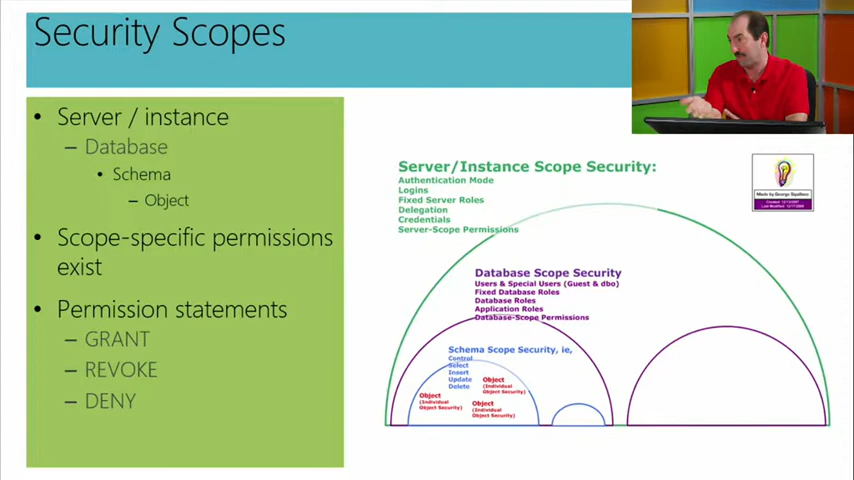 Security Scopes
• Server / instance
– Database
• Schema
– Object
• Scope-specific permissions
exist
• Permission statements
– GRANT
– REVOKE
– DENY
Server/Instance Scope Security:
Authentication Mode
Logins
Fixed Server Roles
Delegation
Credentials
Server-Scope Permissions
Database Scope Security
Users & Special Users (Guest & dbo)
Fixed Database Roles
Database Roles
Application Roles
Database-Scope Permissions
Schema Scope Security, ie,
Control
Select
Insert
Update
Delete
Object
(Individual
Object Security)
Object
(Individual
Object Security)
Object
(Individual
Object Security)